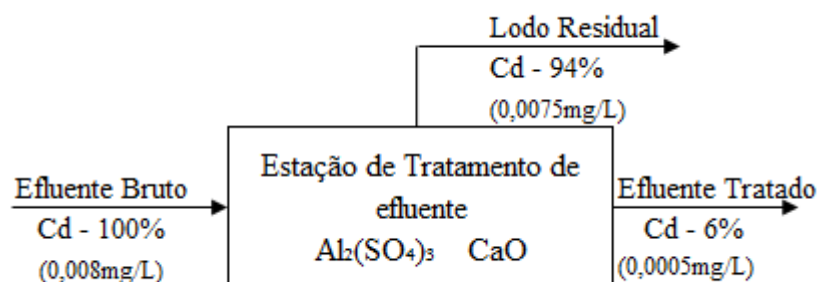 Lodo Residual
Cd - 94%
(0,0075mg/L)
Estação de Tratamento de
efluente
Al₂(SO₄)₃ CaO
Efluente Bruto
Cd - 100%
(0,008mg/L)
Efluente Tratado
Cd - 6%
(0,0005mg/L)